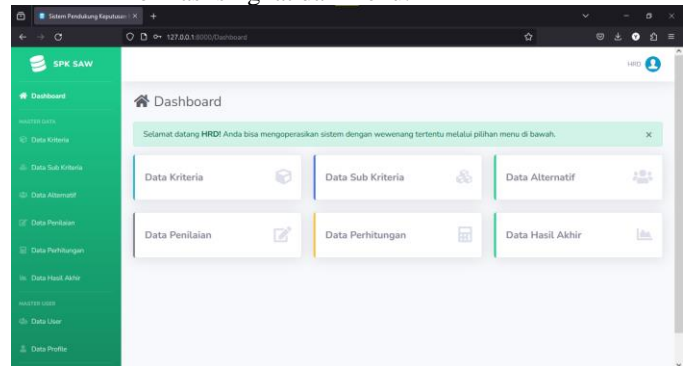 Sistem Pendukung Keputusan
127.0.0.1:8000/Dashboard
SPK SAW
HRD
Dashboard
Dashboard
MASTER DATA
Selamat datang HRD! Anda bisa mengoperasikan sistem dengan wewenang tertentu melalui pilihan menu di bawah.
Data Kriteria
Data Sub Kriteria
Data Alternatif
Data Penilaian
Data Perhitungan
Data Hasil Akhir
MASTER USER
Data User
Data Profile
Data Kriteria
Data Sub Kriteria
Data Alternatif
Data Penilaian
Data Perhitungan
Data Hasil Akhir